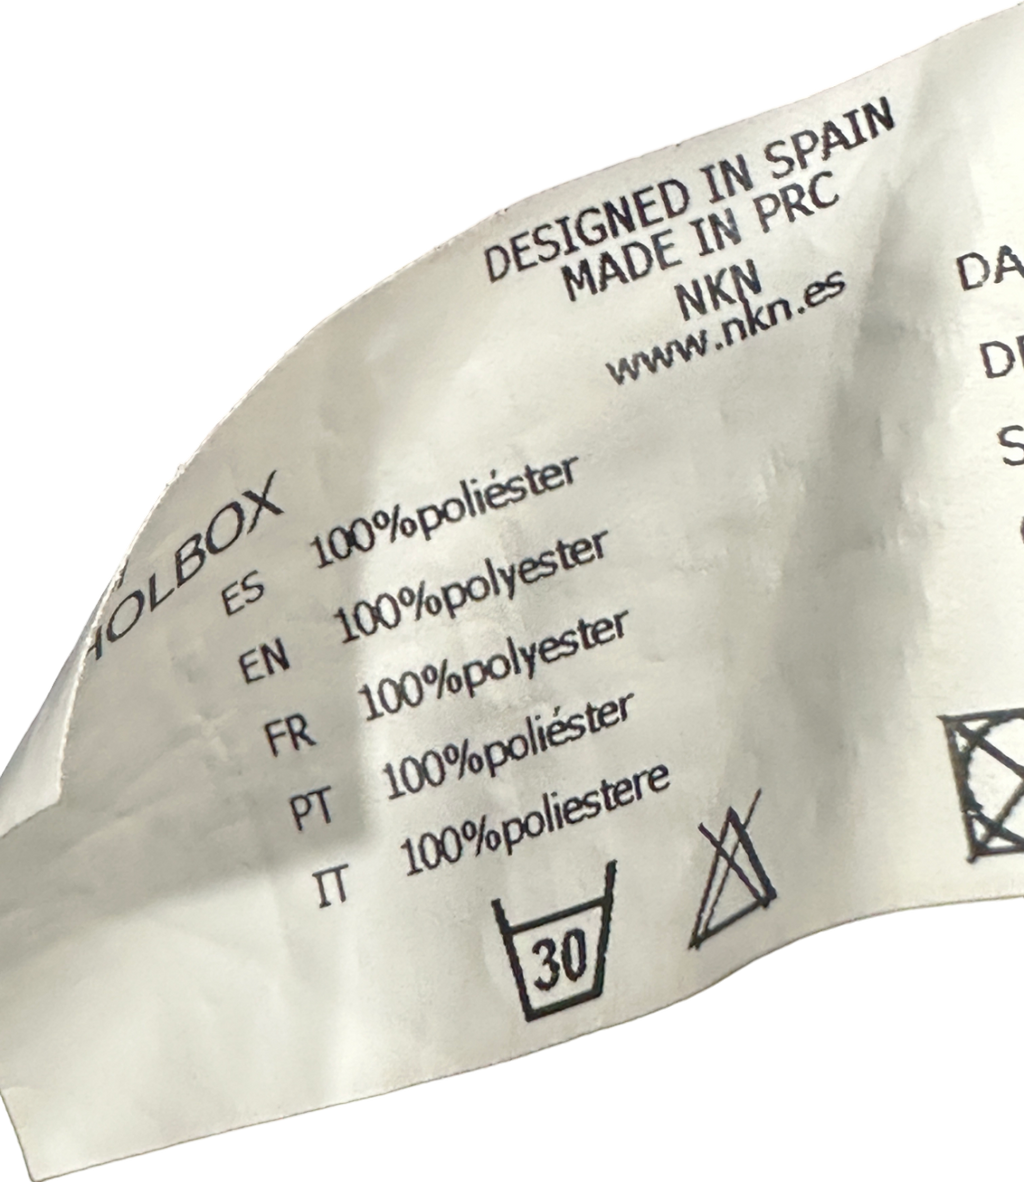 DESIGNED IN SPAIN
MADE IN PRC
NKN
www.nkn.es
HOLBOX
ES 100%poliéster
EN 100%polyester
FR 100%polyester
PT 100%poliéster
IT 100%poliestere
30